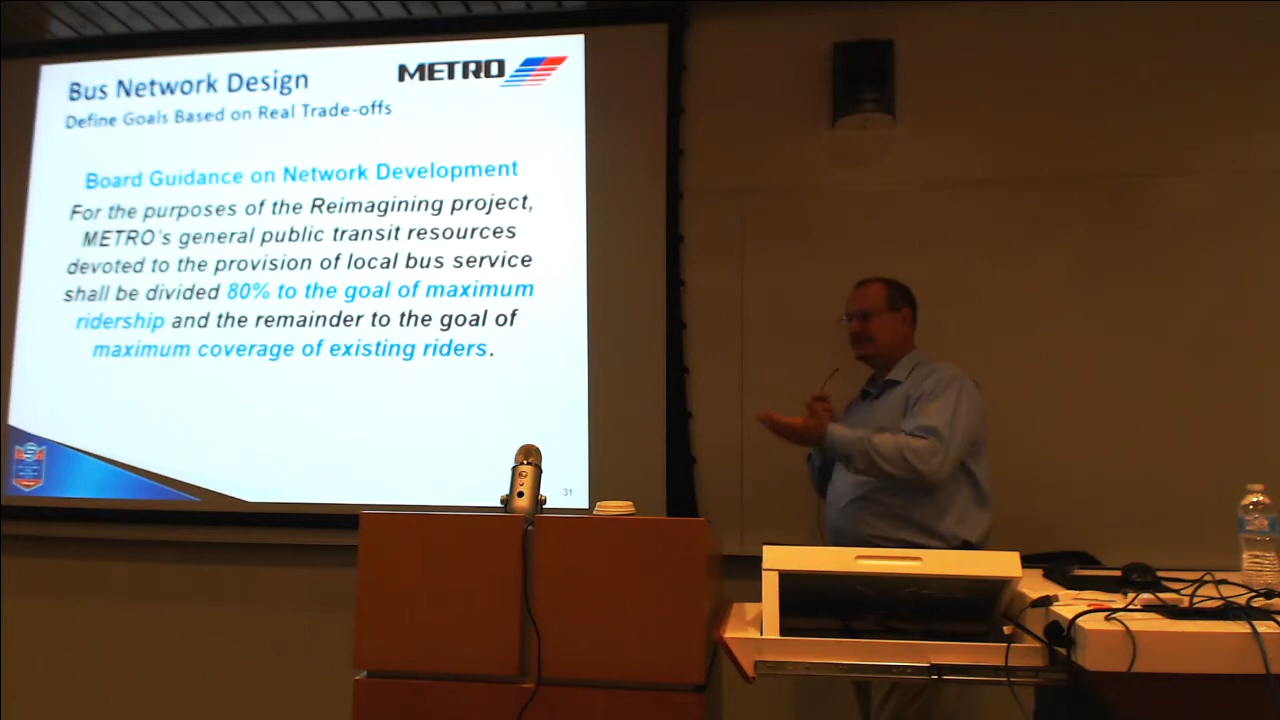 Bus Network Design
METRO
Define Goals Based on Real Trade-offs
Board Guidance on Network Development
For the purposes of the Reimagining project,
METRO's general public transit resources
devoted to the provision of local bus service
shall be divided 80% to the goal of maximum
ridership and the remainder to the goal of
maximum coverage of existing riders.
31